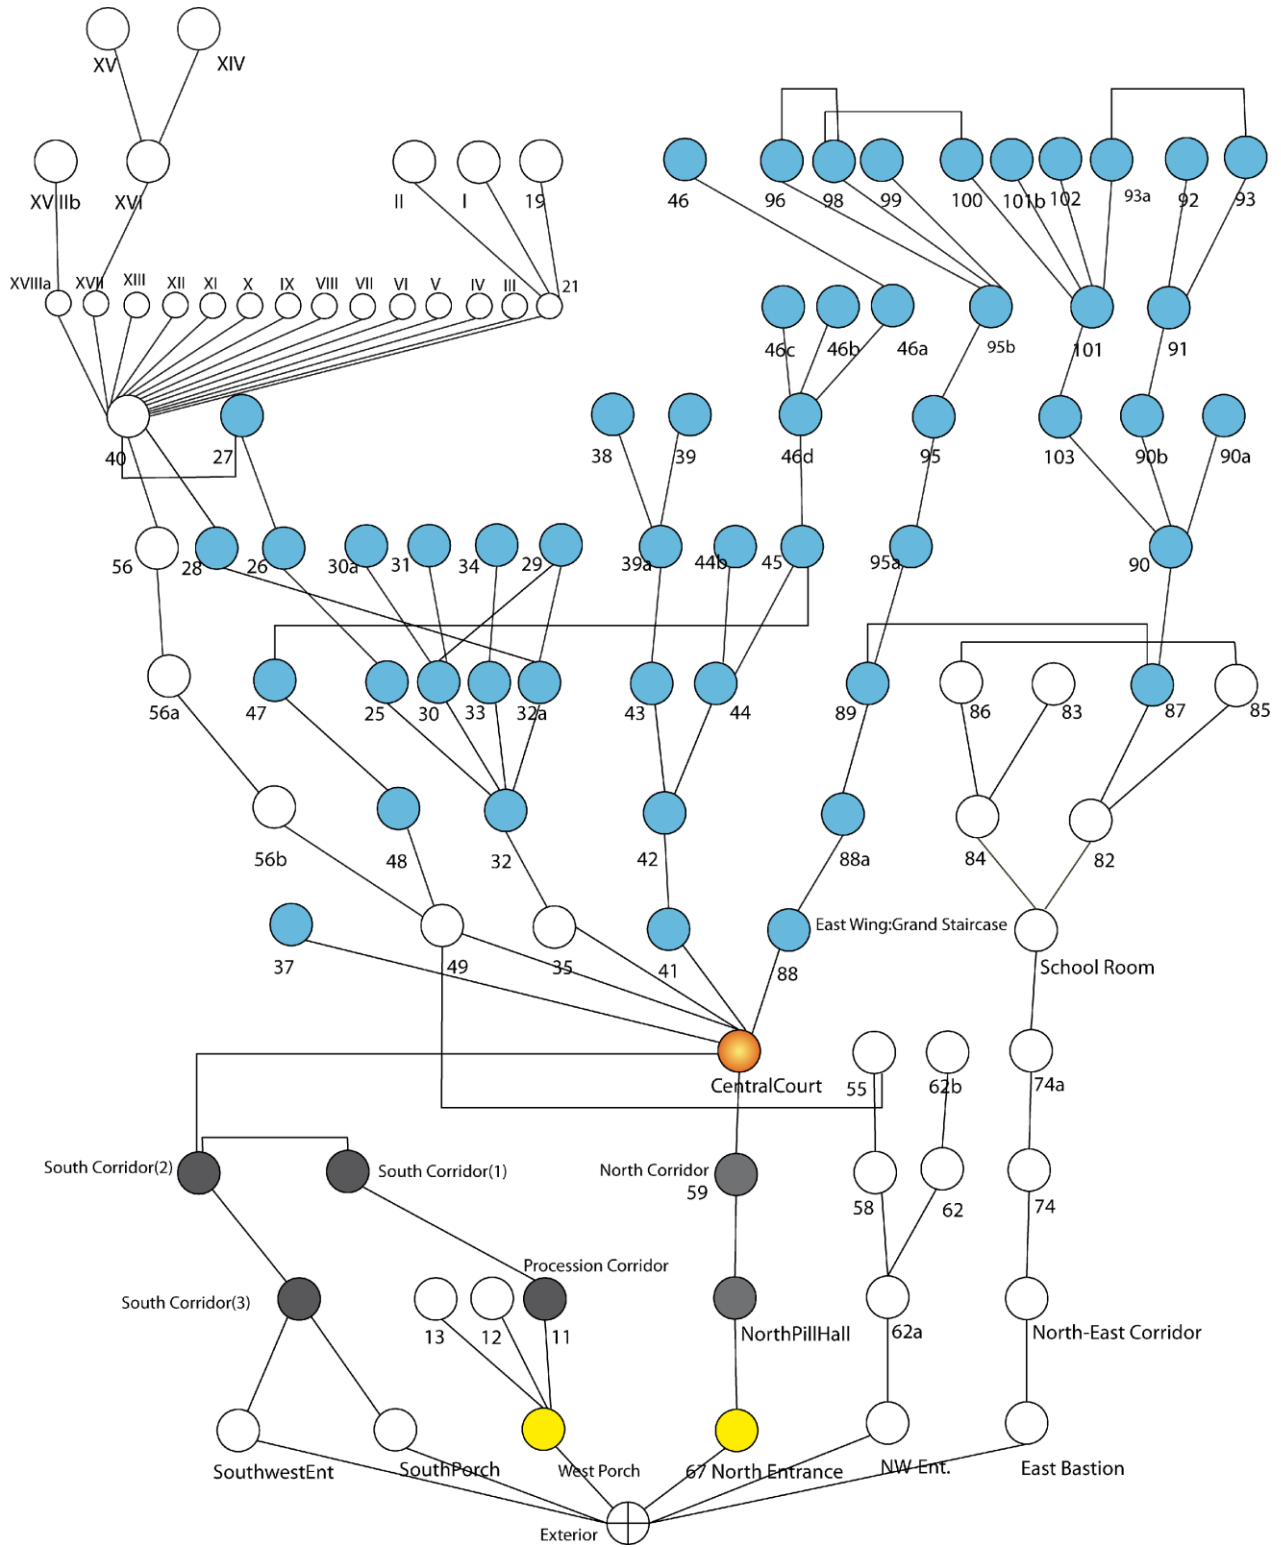 XV
XIV
XVIIIb
XVI
II
I
19
46
96
98
99
100
101b
102
93a
92
93
XVIIIa
XVII
XIII
XII
XI
X
IX
VIII
VII
VI
V
IV
III
21
46c
46b
46a
95b
101
91
40
27
38
39
46d
95
103
90b
90a
56
28
26
30a
31
34
29
39a
44b
45
95a
90
56a
47
25
30
33
32a
43
44
89
86
83
87
85
56b
48
32
42
88a
84
82
37
49
35
41
88
East Wing:Grand Staircase
School Room
CentralCourt
55
62b
74a
South Corridor(2)
South Corridor(1)
North Corridor
59
58
62
74
South Corridor(3)
13
12
Procession Corridor
11
NorthPillHall
62a
North-East Corridor
SouthwestEnt
SouthPorch
West Porch
67 North Entrance
NW Ent.
East Bastion
Exterior